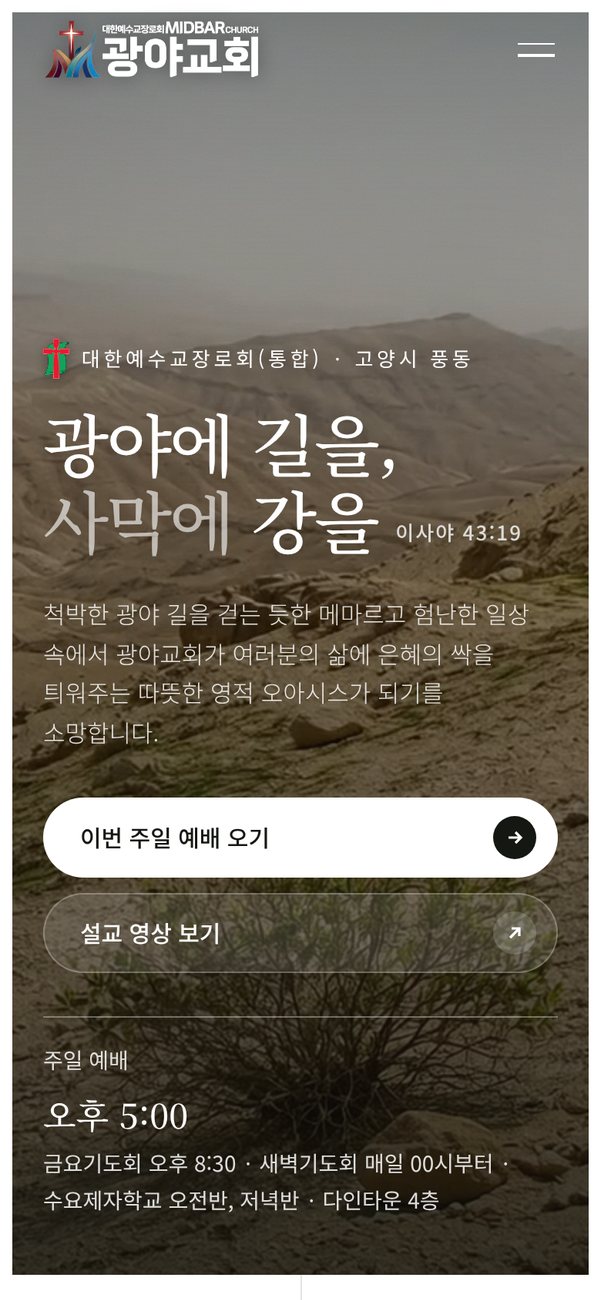 대한예수교장로회 MIDBAR CHURCH
광야교회
대한예수교장로회(통합) · 고양시 풍동
광야에 길을,
사막에 강을 이사야 43:19
척박한 광야 길을 걷는 듯한 메마르고 험난한 일상
속에서 광야교회가 여러분의 삶에 은혜의 싹을
틔워주는 따뜻한 영적 오아시스가 되기를
소망합니다.
이번 주일 예배 오기
설교 영상 보기
주일 예배
오후 5:00
금요기도회 오후 8:30 · 새벽기도회 매일 00시부터 ·
수요제자학교 오전반, 저녁반 · 다인타운 4층